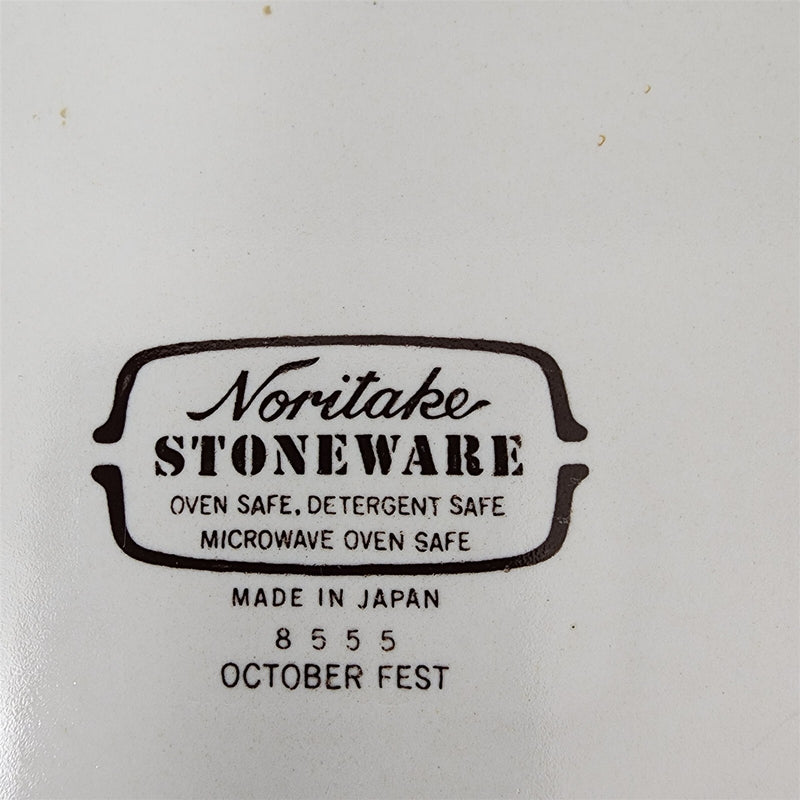 Noritake
STONEWARE
OVEN SAFE, DETERGENT SAFE
MICROWAVE OVEN SAFE
MADE IN JAPAN
8555
OCTOBER FEST